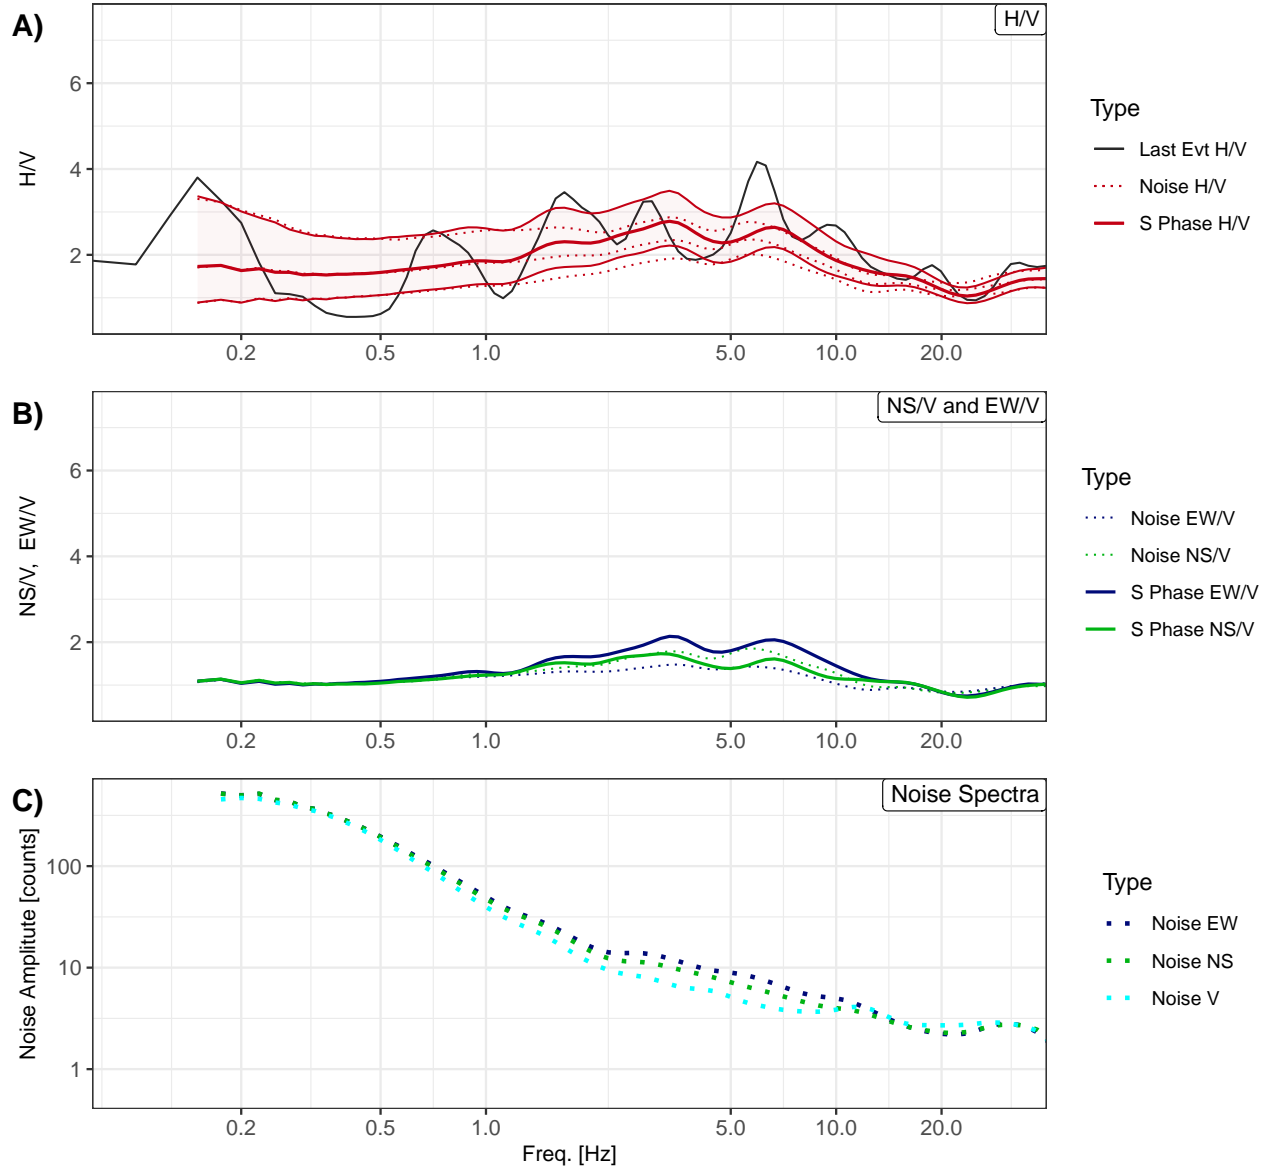 A)
H/V
6
4
2
H/V
0.2 0.5 1.0 5.0 10.0 20.0
Type
Last Evt H/V
Noise H/V
S Phase H/V
B)
NS/V and EW/V
6
4
2
NS/V, EW/V
0.2 0.5 1.0 5.0 10.0 20.0
Type
Noise EW/V
Noise NS/V
S Phase EW/V
S Phase NS/V
C)
Noise Spectra
100
10
1
Noise Amplitute [counts]
0.2 0.5 1.0 5.0 10.0 20.0
Freq. [Hz]
Type
Noise EW
Noise NS
Noise V